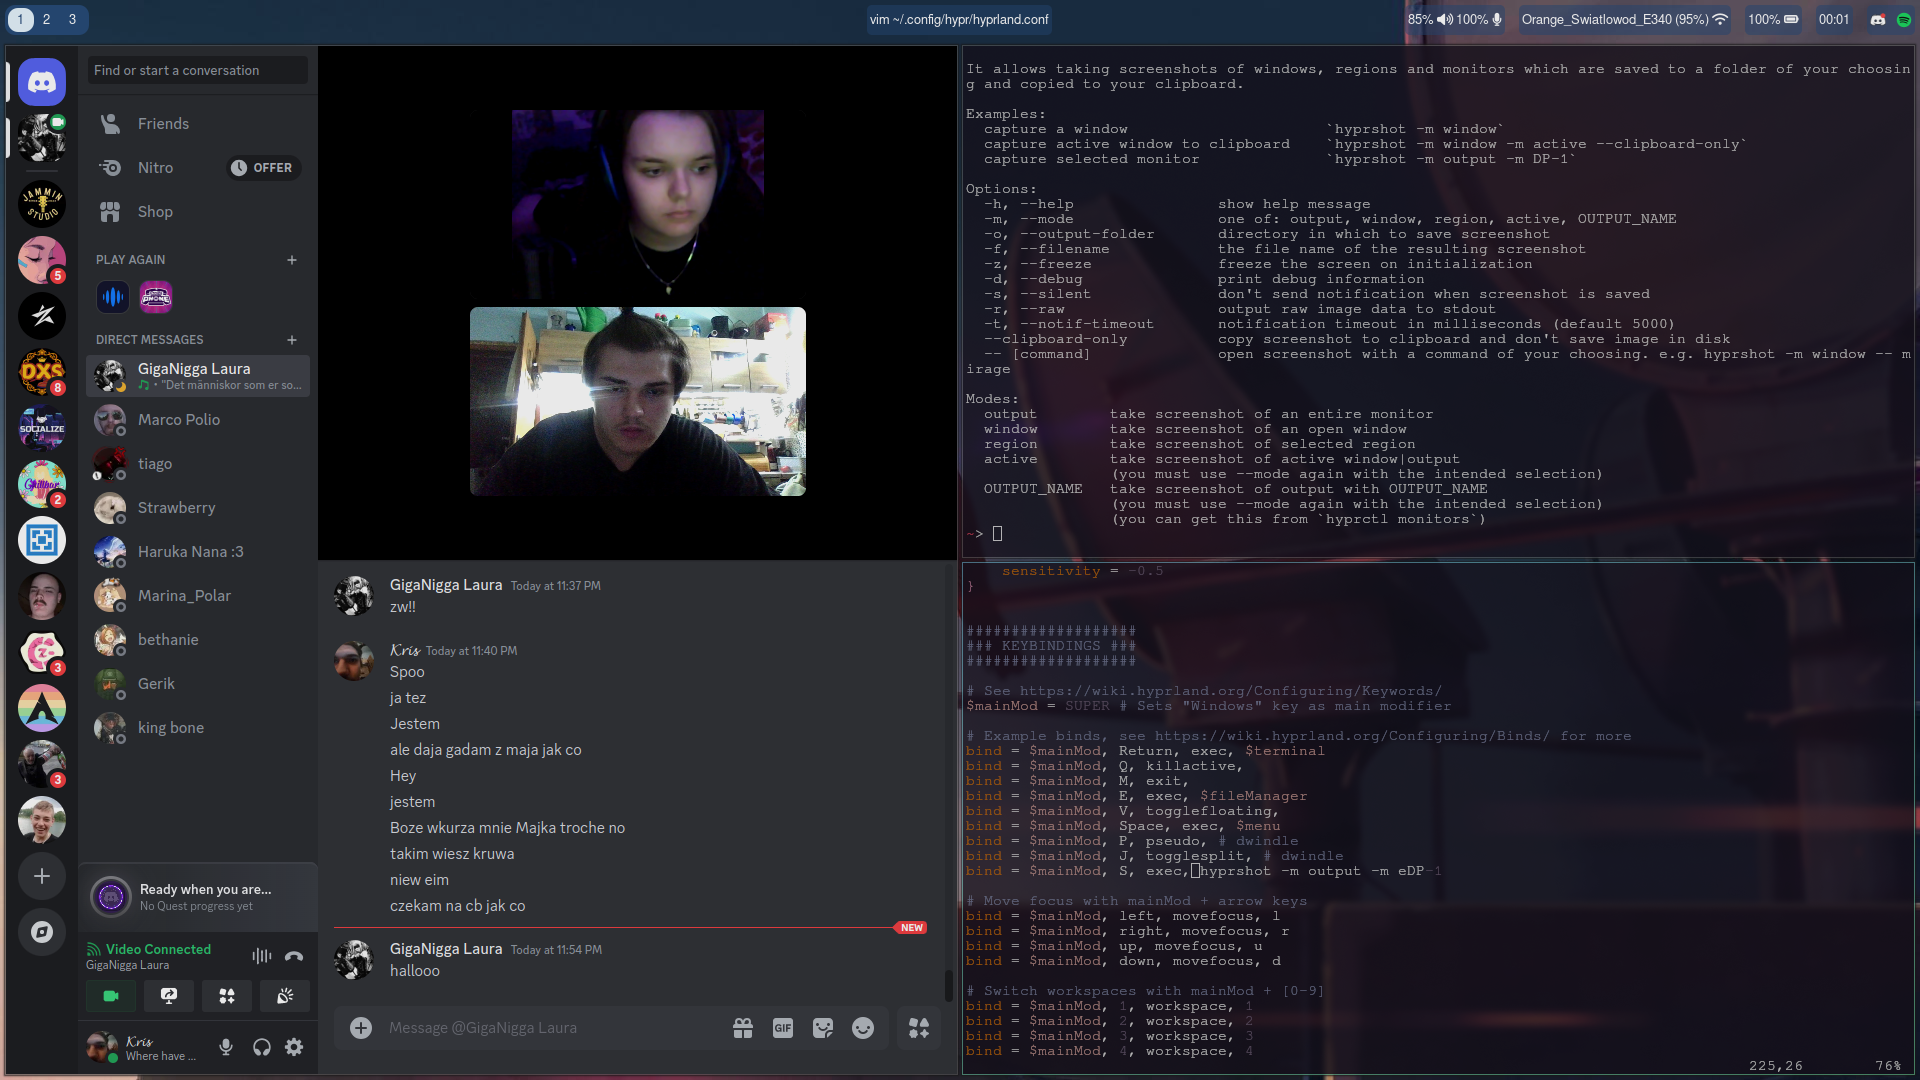 1 2 3
vim ~/.config/hypr/hyprland.conf
85% 100%
Orange_Swiatlowod_E340 (95%)
100%
00:01
Find or start a conversation
Friends
Nitro
OFFER
Shop
PLAY AGAIN
DIRECT MESSAGES
GigaNigga Laura
"Det människor som er so...
Marco Polio
tiago
Strawberry
Haruka Nana :3
Marina_Polar
bethanie
Gerik
king bone
JAMMIN
STUDIO
5
DXS
8
SOCIALIZE
2
3
3
Ready when you are...
No Quest progress yet
Video Connected
GigaNigga Laura
Kris
Where have ...
GigaNigga Laura Today at 11:37 PM
zw!!
Kris Today at 11:40 PM
Spoo
ja tez
Jestem
ale daja gadam z maja jak co
Hey
jestem
Boze wkurza mnie Majka troche no
takim wiesz kruwa
niew eim
czekam na cb jak co
NEW
GigaNigga Laura Today at 11:54 PM
hallooo
Message @GigaNigga Laura
GIF
It allows taking screenshots of windows, regions and monitors which are saved to a folder of your choosin
g and copied to your clipboard.
Examples:
capture a window `hyprshot -m window`
capture active window to clipboard `hyprshot -m window -m active --clipboard-only`
capture selected monitor `hyprshot -m output -m DP-1`
Options:
-h, --help show help message
-m, --mode one of: output, window, region, active, OUTPUT_NAME
-o, --output-folder directory in which to save screenshot
-f, --filename the file name of the resulting screenshot
-z, --freeze freeze the screen on initialization
-d, --debug print debug information
-s, --silent don't send notification when screenshot is saved
-r, --raw output raw image data to stdout
-t, --notif-timeout notification timeout in milliseconds (default 5000)
--clipboard-only copy screenshot to clipboard and don't save image in disk
-- [command] open screenshot with a command of your choosing. e.g. hyprshot -m window -- m
irage
Modes:
output take screenshot of an entire monitor
window take screenshot of an open window
region take screenshot of selected region
active take screenshot of active window|output
(you must use --mode again with the intended selection)
OUTPUT_NAME take screenshot of output with OUTPUT_NAME
(you must use --mode again with the intended selection)
(you can get this from `hyprctl monitors`)
~>
sensitivity = -0.5
}
###################
### KEYBINDINGS ###
###################
# See https://wiki.hyprland.org/Configuring/Keywords/
$mainMod = SUPER # Sets "Windows" key as main modifier
# Example binds, see https://wiki.hyprland.org/Configuring/Binds/ for more
bind = $mainMod, Return, exec, $terminal
bind = $mainMod, Q, killactive,
bind = $mainMod, M, exit,
bind = $mainMod, E, exec, $fileManager
bind = $mainMod, V, togglefloating,
bind = $mainMod, Space, exec, $menu
bind = $mainMod, P, pseudo, # dwindle
bind = $mainMod, J, togglesplit, # dwindle
bind = $mainMod, S, exec, hyprshot -m output -m eDP-1
# Move focus with mainMod + arrow keys
bind = $mainMod, left, movefocus, l
bind = $mainMod, right, movefocus, r
bind = $mainMod, up, movefocus, u
bind = $mainMod, down, movefocus, d
# Switch workspaces with mainMod + [0-9]
bind = $mainMod, 1, workspace, 1
bind = $mainMod, 2, workspace, 2
bind = $mainMod, 3, workspace, 3
bind = $mainMod, 4, workspace, 4
225,26 76%